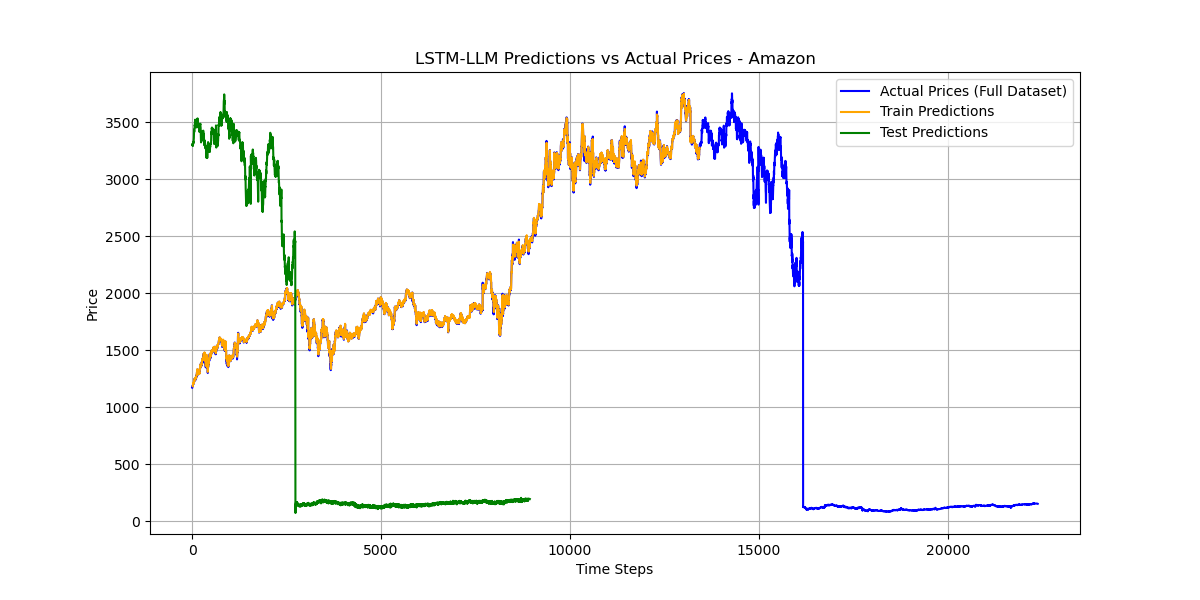 LSTM-LLM Predictions vs Actual Prices - Amazon
Actual Prices (Full Dataset)
Train Predictions
Test Predictions
Price
3500
3000
2500
2000
1500
1000
500
0
0 5000 10000 15000 20000
Time Steps